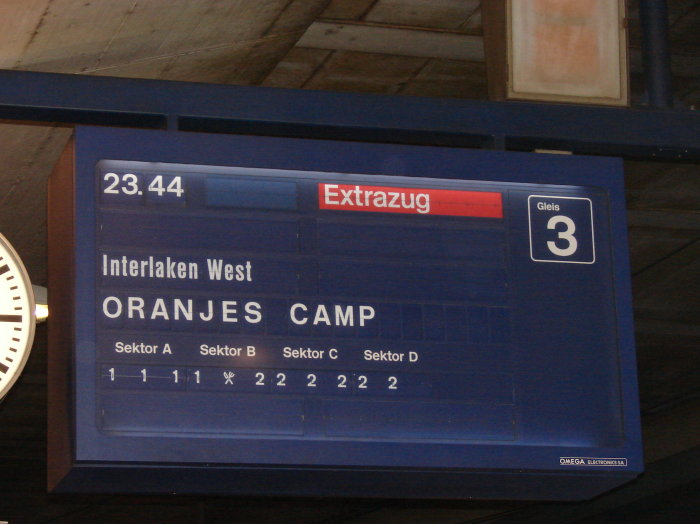 23.44 Extrazug
Gleis
3
Interlaken West
ORANJES CAMP
Sektor A Sektor B Sektor C Sektor D
1 1 1 1 2 2 2 2 2 2
OMEGA ELECTRONICS S.A.